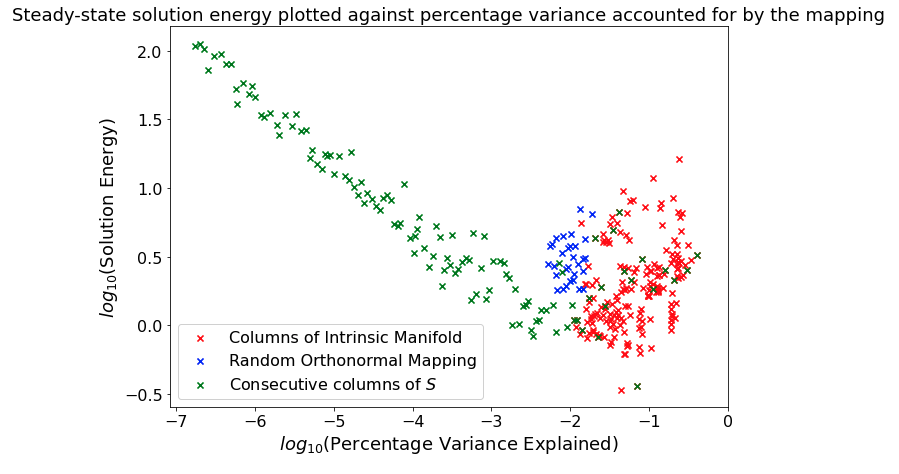 Steady-state solution energy plotted against percentage variance accounted for by the mapping
log10(Solution Energy)
2.0
1.5
1.0
0.5
0.0
−0.5
Columns of Intrinsic Manifold
Random Orthonormal Mapping
Consecutive columns of S
−7 −6 −5 −4 −3 −2 −1 0
log10(Percentage Variance Explained)